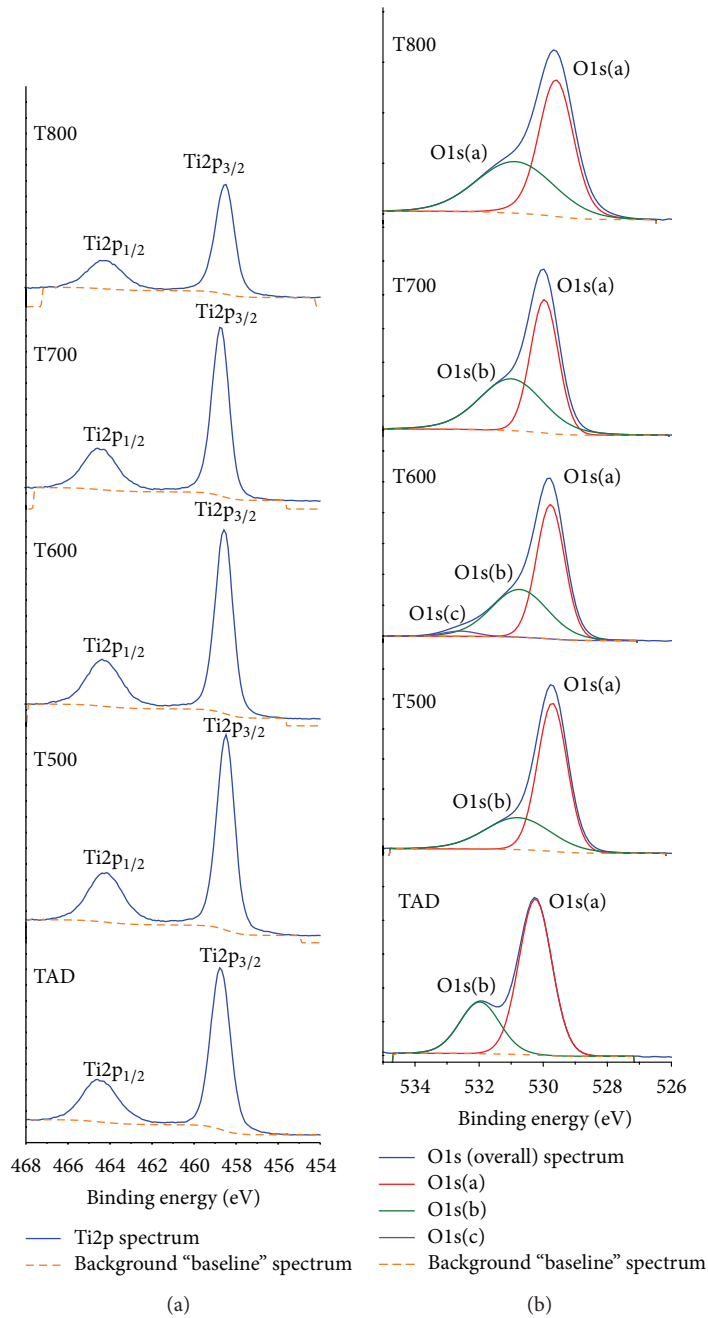 T800
Ti2p3/2
Ti2p1/2
T700
Ti2p3/2
Ti2p1/2
T600
Ti2p3/2
Ti2p1/2
T500
Ti2p3/2
Ti2p1/2
TAD
Ti2p3/2
Ti2p1/2
468 466 464 462 460 458 456 454
Binding energy (eV)
Ti2p spectrum
Background “baseline” spectrum
(a)
T800
O1s(a)
O1s(a)
T700
O1s(a)
O1s(b)
T600
O1s(a)
O1s(b)
O1s(c)
T500
O1s(a)
O1s(b)
TAD
O1s(a)
O1s(b)
534 532 530 528 526
Binding energy (eV)
O1s (overall) spectrum
O1s(a)
O1s(b)
O1s(c)
Background “baseline” spectrum
(b)